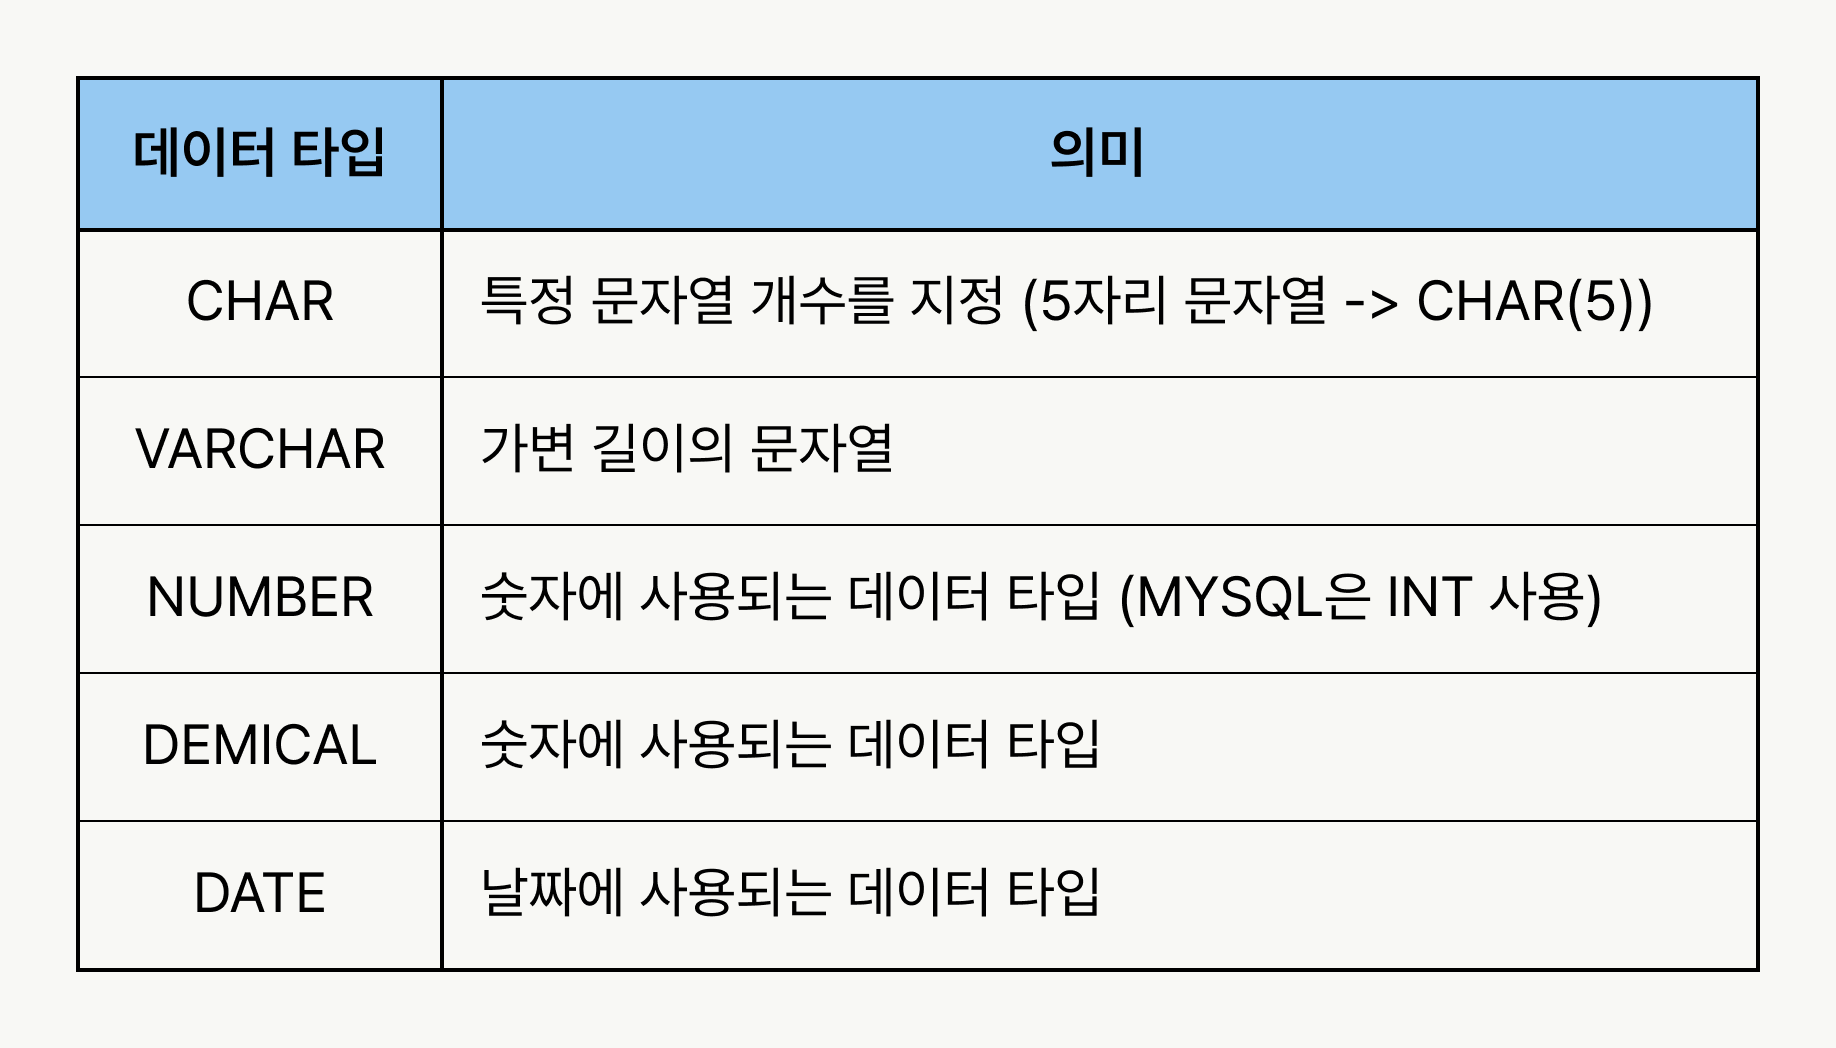 데이터 타입 의미
CHAR 특정 문자열 개수를 지정 (5자리 문자열 -> CHAR(5))
VARCHAR 가변 길이의 문자열
NUMBER 숫자에 사용되는 데이터 타입 (MYSQL은 INT 사용)
DEMICAL 숫자에 사용되는 데이터 타입
DATE 날짜에 사용되는 데이터 타입